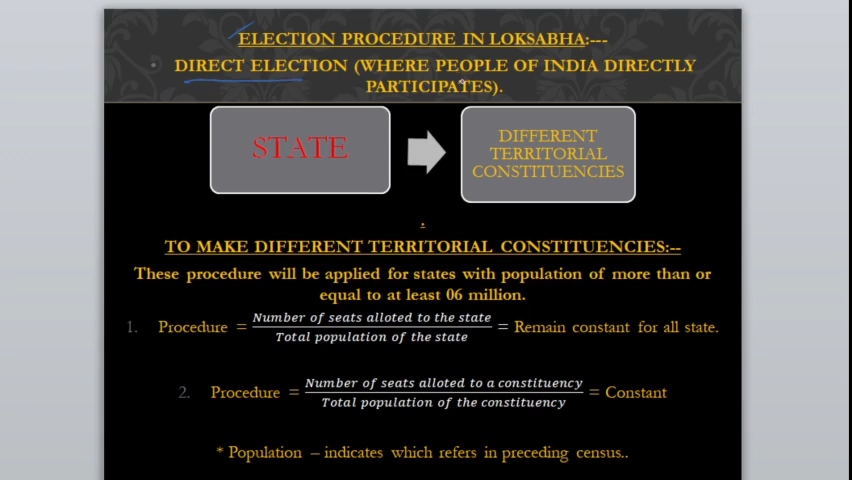 ELECTION PROCEDURE IN LOKSABHA:---
• DIRECT ELECTION (WHERE PEOPLE OF INDIA DIRECTLY
PARTICIPATES).
STATE
DIFFERENT
TERRITORIAL
CONSTITUENCIES
.
TO MAKE DIFFERENT TERRITORIAL CONSTITUENCIES:--
These procedure will be applied for states with population of more than or
equal to at least 06 million.
1. Procedure = Number of seats alloted to the state / Total population of the state = Remain constant for all state.
2. Procedure = Number of seats alloted to a constituency / Total population of the constituency = Constant
* Population – indicates which refers in preceding census..